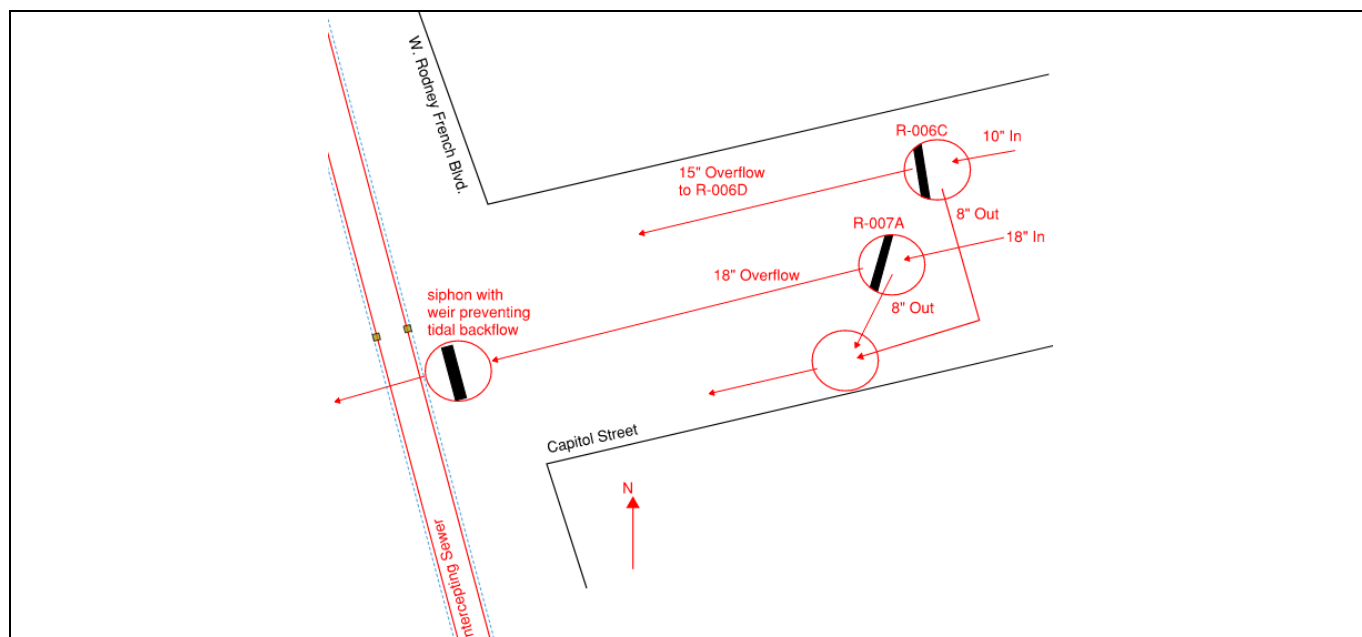 W. Rodney French Blvd.
R-006C
10" In
15" Overflow
to R-006D
8" Out
R-007A
18" In
18" Overflow
8" Out
siphon with
weir preventing
tidal backflow
Capitol Street
N
ntercepting Sewer